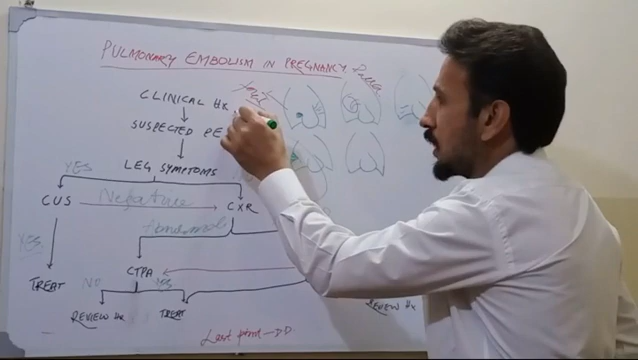 PULMONARY EMBOLISM IN PREGNANCY
CLINICAL Hx
SUSPECTED PE
YES
LEG SYMPTOMS
CUS Negative CXR
Abnormal
YES
CTPA
TREAT NO YES
REVIEW Hx TREAT REVIEW Hx